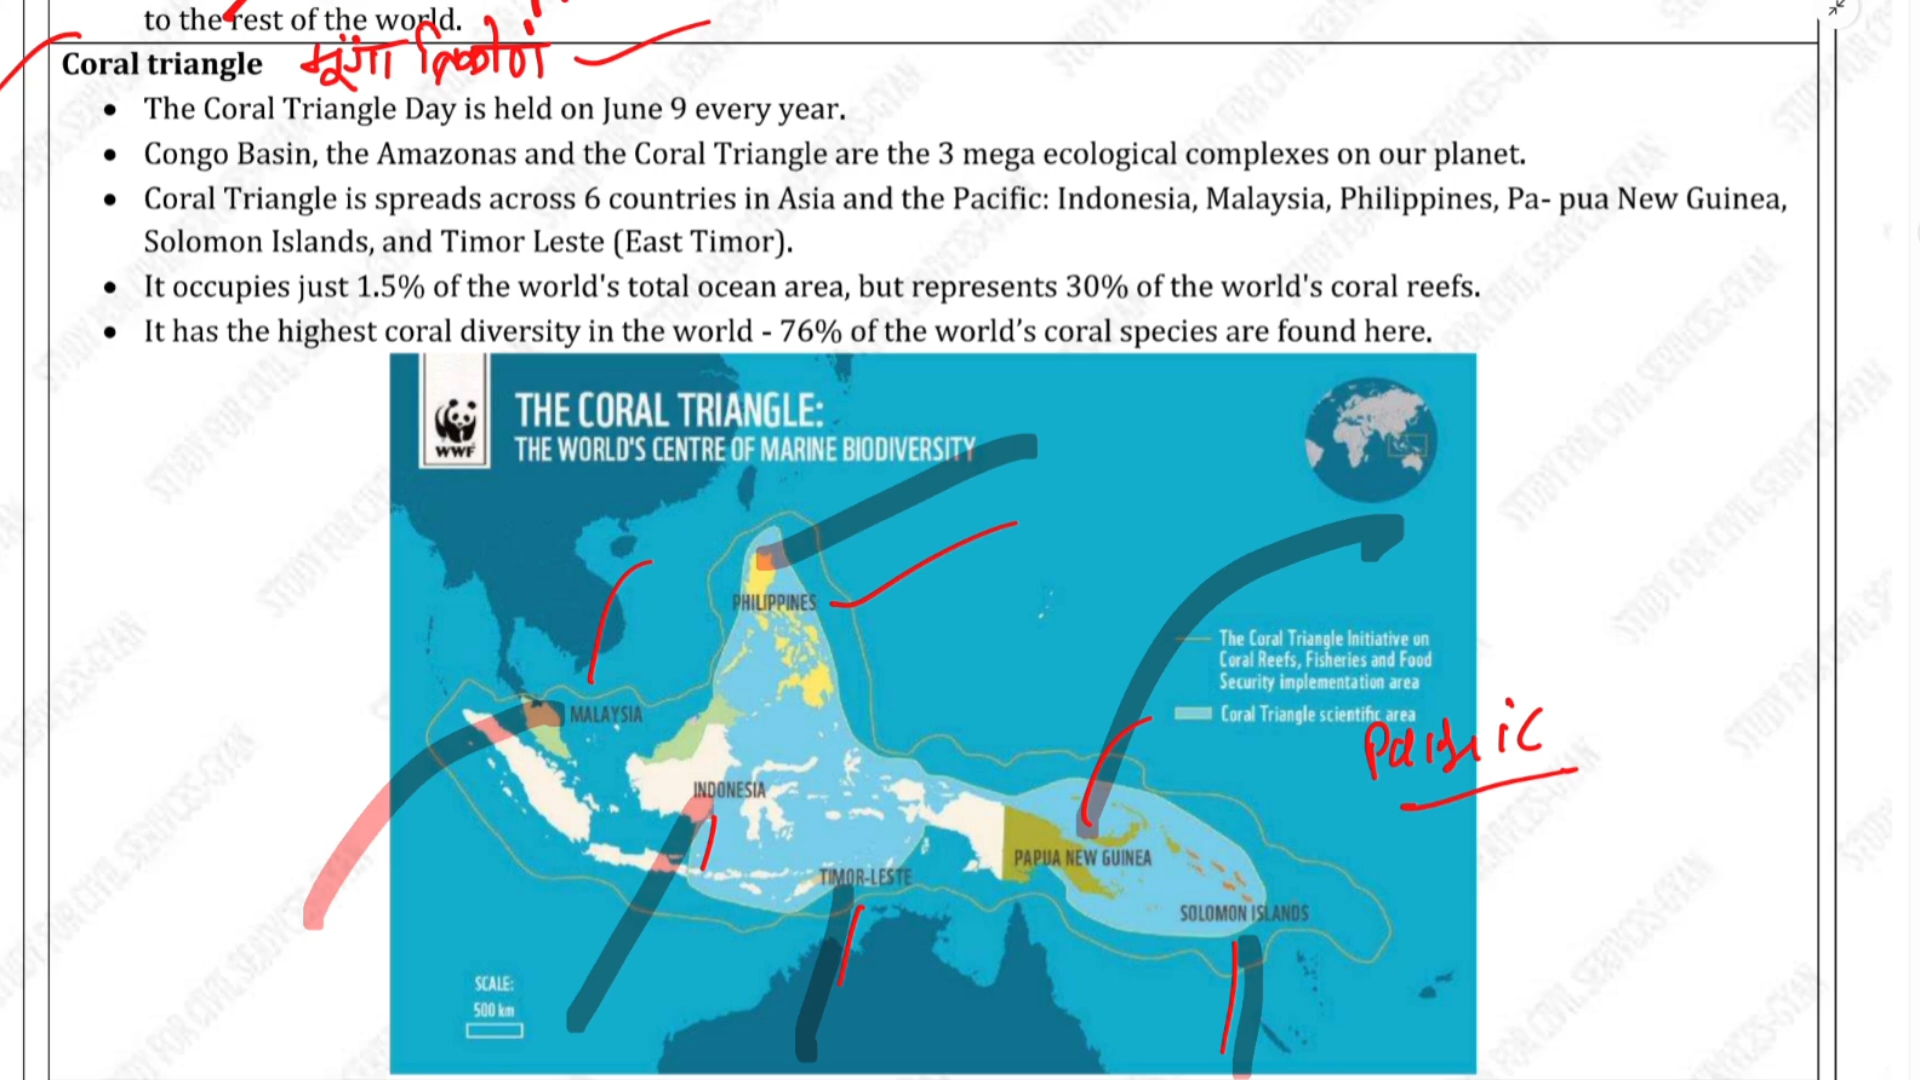 to the rest of the world.
Coral triangle
• The Coral Triangle Day is held on June 9 every year.
• Congo Basin, the Amazonas and the Coral Triangle are the 3 mega ecological complexes on our planet.
• Coral Triangle is spreads across 6 countries in Asia and the Pacific: Indonesia, Malaysia, Philippines, Pa- pua New Guinea,
Solomon Islands, and Timor Leste (East Timor).
• It occupies just 1.5% of the world's total ocean area, but represents 30% of the world's coral reefs.
• It has the highest coral diversity in the world - 76% of the world’s coral species are found here.
WWF
THE CORAL TRIANGLE:
THE WORLD'S CENTRE OF MARINE BIODIVERSITY
PHILIPPINES
The Coral Triangle Initiative on
Coral Reefs, Fisheries and Food
Security implementation area
Coral Triangle scientific area
MALAYSIA
INDONESIA
PAPUA NEW GUINEA
TIMOR-LESTE
SOLOMON ISLANDS
SCALE:
500 km
STUDY FOR CIVIL SERVICES-GYAN